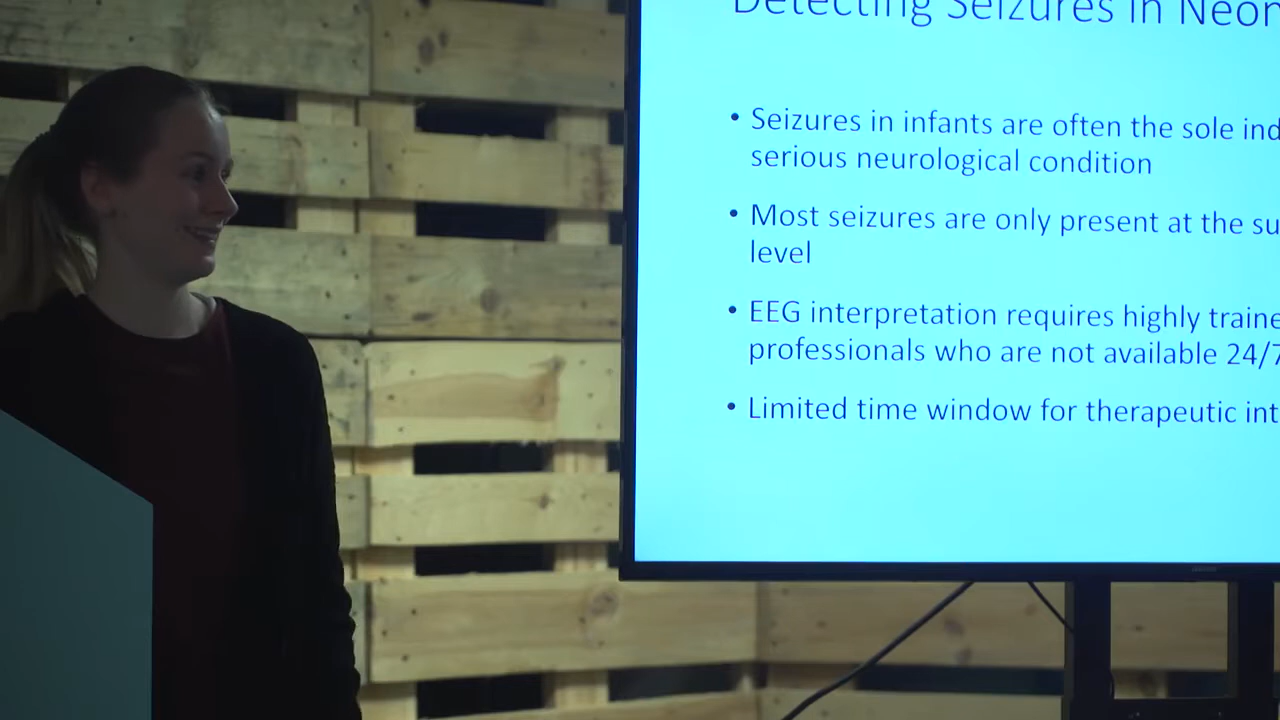 Detecting Seizures in Neon
• Seizures in infants are often the sole ind
serious neurological condition
• Most seizures are only present at the su
level
• EEG interpretation requires highly traine
professionals who are not available 24/7
• Limited time window for therapeutic int